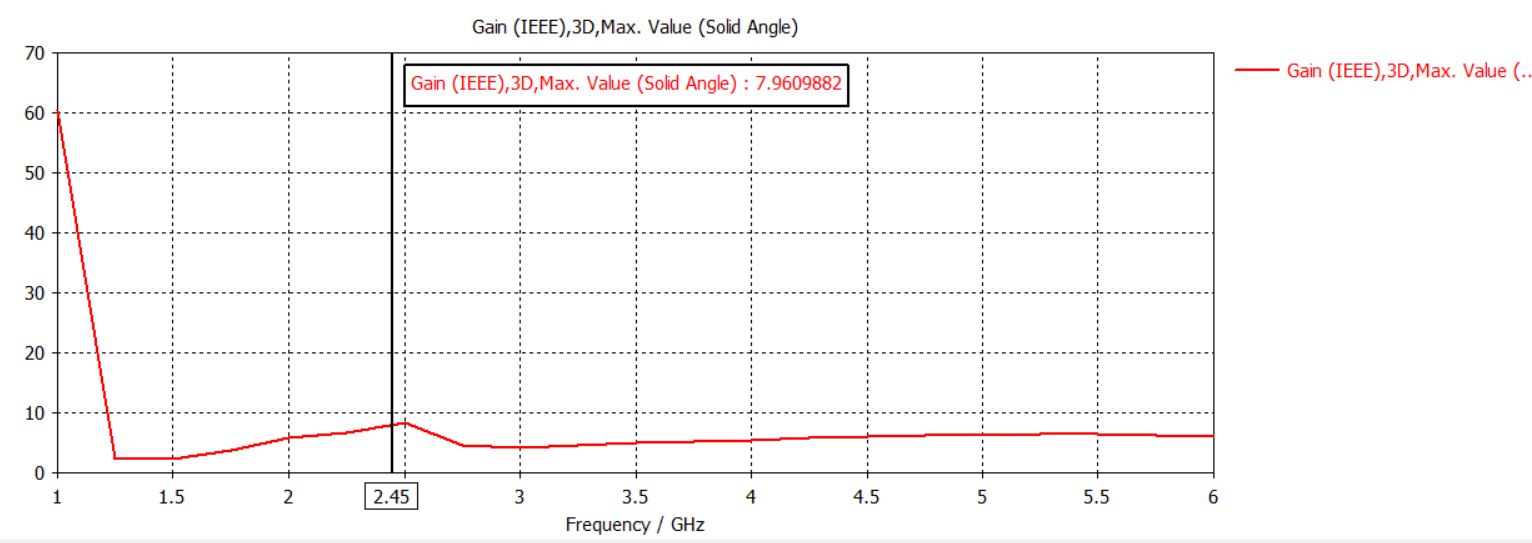 Gain (IEEE),3D,Max. Value (Solid Angle)
70
60
50
40
30
20
10
0
Gain (IEEE),3D,Max. Value (Solid Angle) : 7.9609882
Gain (IEEE),3D,Max. Value (..
1 1.5 2 2.45 3 3.5 4 4.5 5 5.5 6
Frequency / GHz